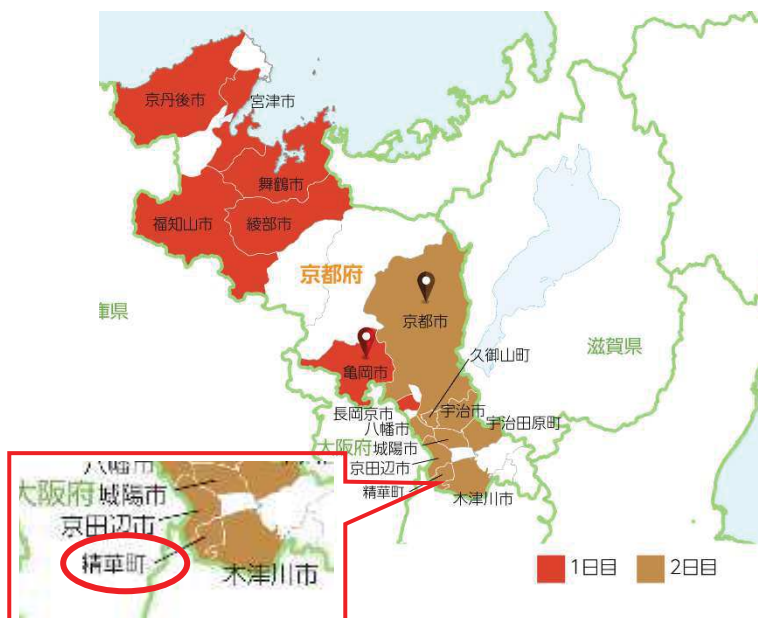 京丹後市
宮津市
舞鶴市
福知山市
綾部市
京都府
庫県
京都市
滋賀県
亀岡市
久御山町
長岡京市
宇治市
八幡市
宇治田原町
大阪府
城陽市
京田辺市
精華町
木津川市
八幡市
大阪府
城陽市
京田辺市
精華町
木津川市
1日目
2日目